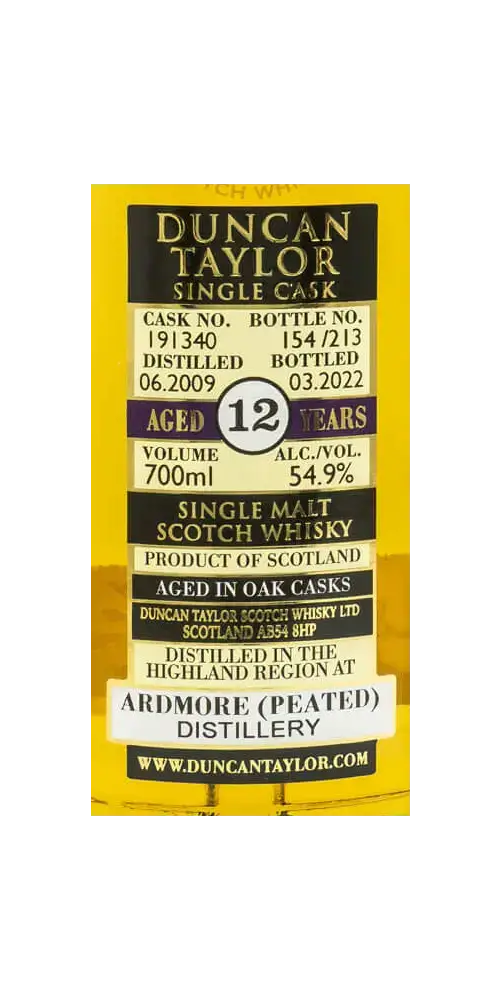 TCH WHI
DUNCAN
TAYLOR
SINGLE CASK
CASK NO. BOTTLE NO.
191340 154/213
DISTILLED BOTTLED
06.2009 03.2022
AGED 12 YEARS
VOLUME ALC./VOL.
700ml 54.9%
SINGLE MALT
SCOTCH WHISKY
PRODUCT OF SCOTLAND
AGED IN OAK CASKS
DUNCAN TAYLOR SCOTCH WHISKY LTD
SCOTLAND AB54 8HP
DISTILLED IN THE
HIGHLAND REGION AT
ARDMORE (PEATED)
DISTILLERY
WWW.DUNCANTAYLOR.COM